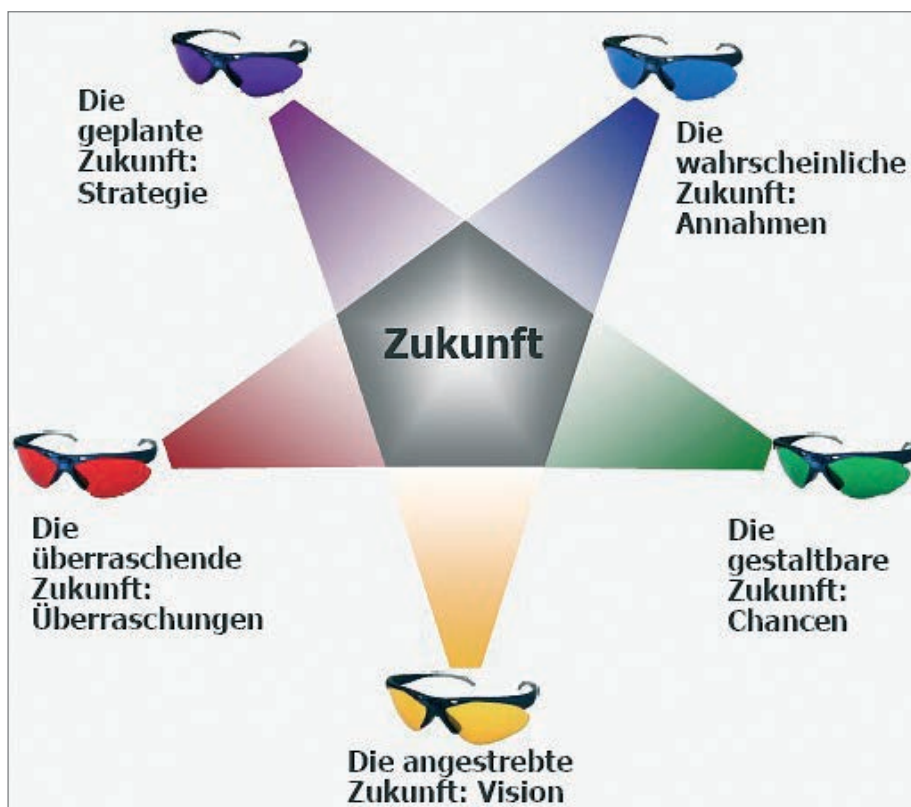 Die
geplante
Zukunft:
Strategie
Die
wahrscheinliche
Zukunft:
Annahmen
Zukunft
Die
überraschende
Zukunft:
Überraschungen
Die
gestaltbare
Zukunft:
Chancen
Die angestrebte
Zukunft: Vision